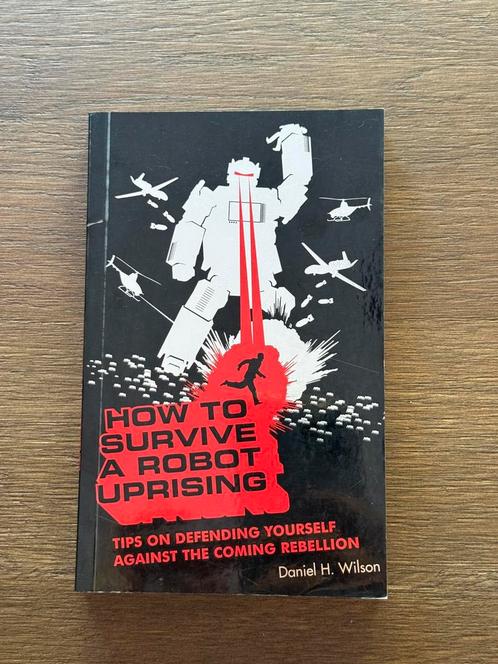 HOW TO
SURVIVE
A ROBOT
UPRISING
TIPS ON DEFENDING YOURSELF
AGAINST THE COMING REBELLION
Daniel H. Wilson